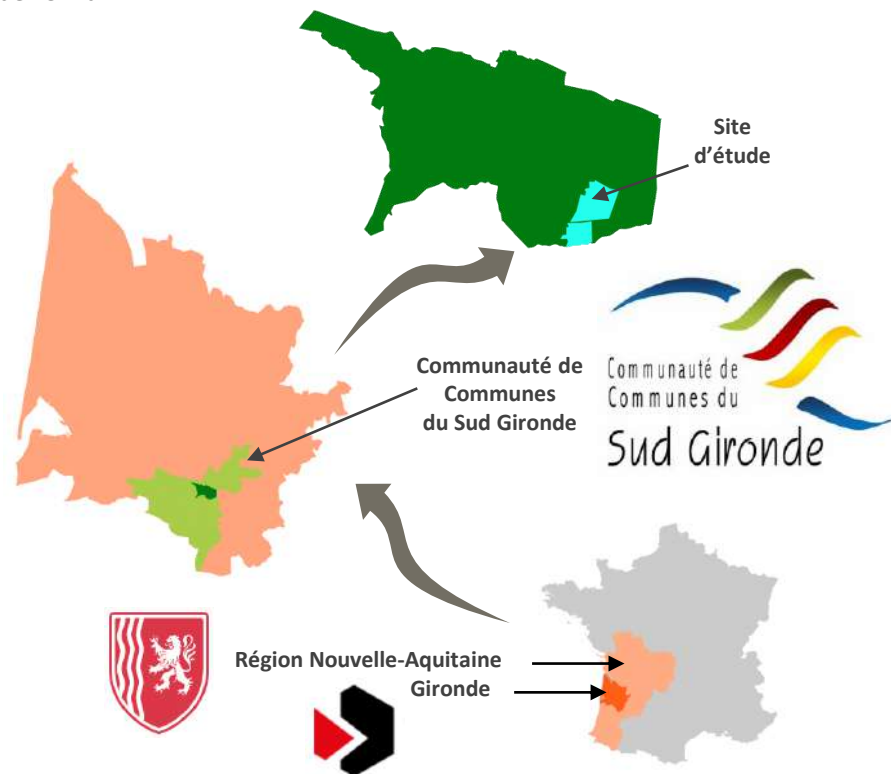 Site
d'étude
Communauté de
Communes
du Sud Gironde
Communauté de
Communes du
Sud Gironde
Région Nouvelle-Aquitaine
Gironde